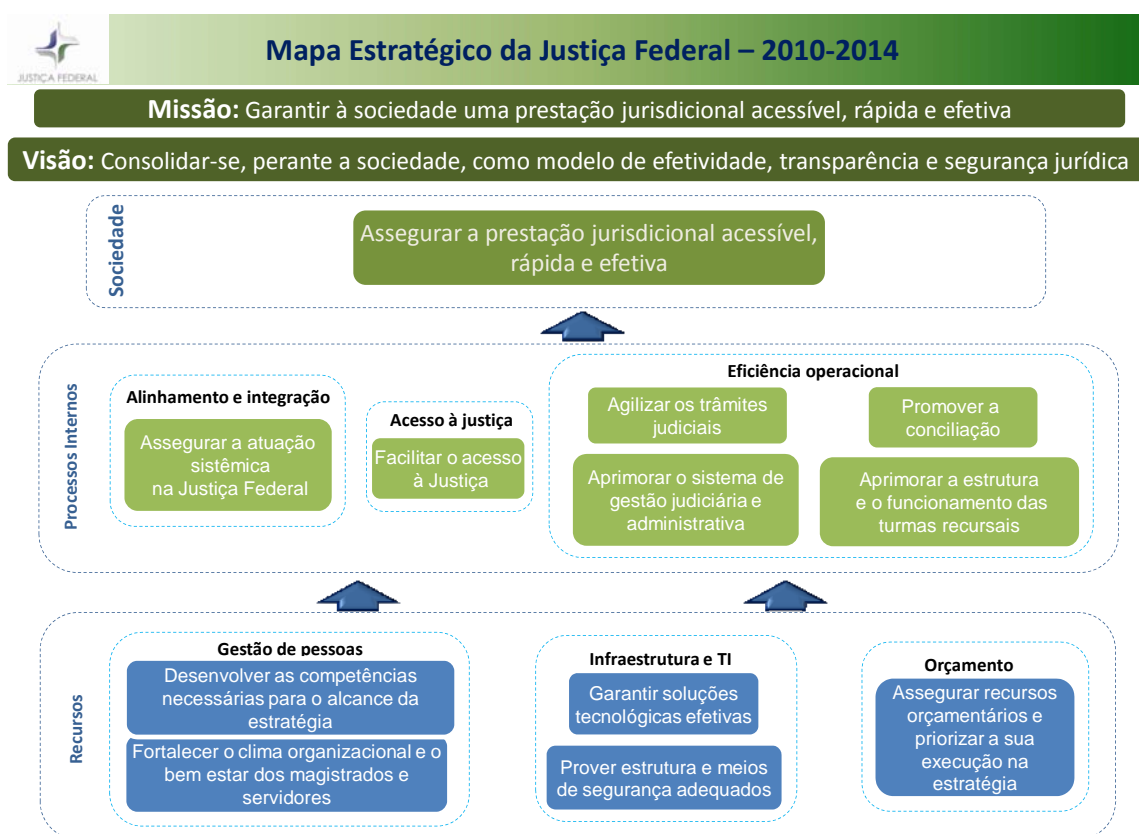 JUSTIÇA FEDERAL
Mapa Estratégico da Justiça Federal – 2010-2014
Missão: Garantir à sociedade uma prestação jurisdicional acessível, rápida e efetiva
Visão: Consolidar-se, perante a sociedade, como modelo de efetividade, transparência e segurança jurídica
Sociedade
Assegurar a prestação jurisdicional acessível,
rápida e efetiva
Processos Internos
Alinhamento e integração
Assegurar a atuação
sistêmica
na Justiça Federal
Acesso à justiça
Facilitar o acesso
à Justiça
Eficiência operacional
Agilizar os trâmites
judiciais
Promover a
conciliação
Aprimorar o sistema de
gestão judiciária e
administrativa
Aprimorar a estrutura
e o funcionamento das
turmas recursais
Recursos
Gestão de pessoas
Desenvolver as competências
necessárias para o alcance da
estratégia
Fortalecer o clima organizacional e o
bem estar dos magistrados e
servidores
Infraestrutura e TI
Garantir soluções
tecnológicas efetivas
Prover estrutura e meios
de segurança adequados
Orçamento
Assegurar recursos
orçamentários e
priorizar a sua
execução na
estratégia